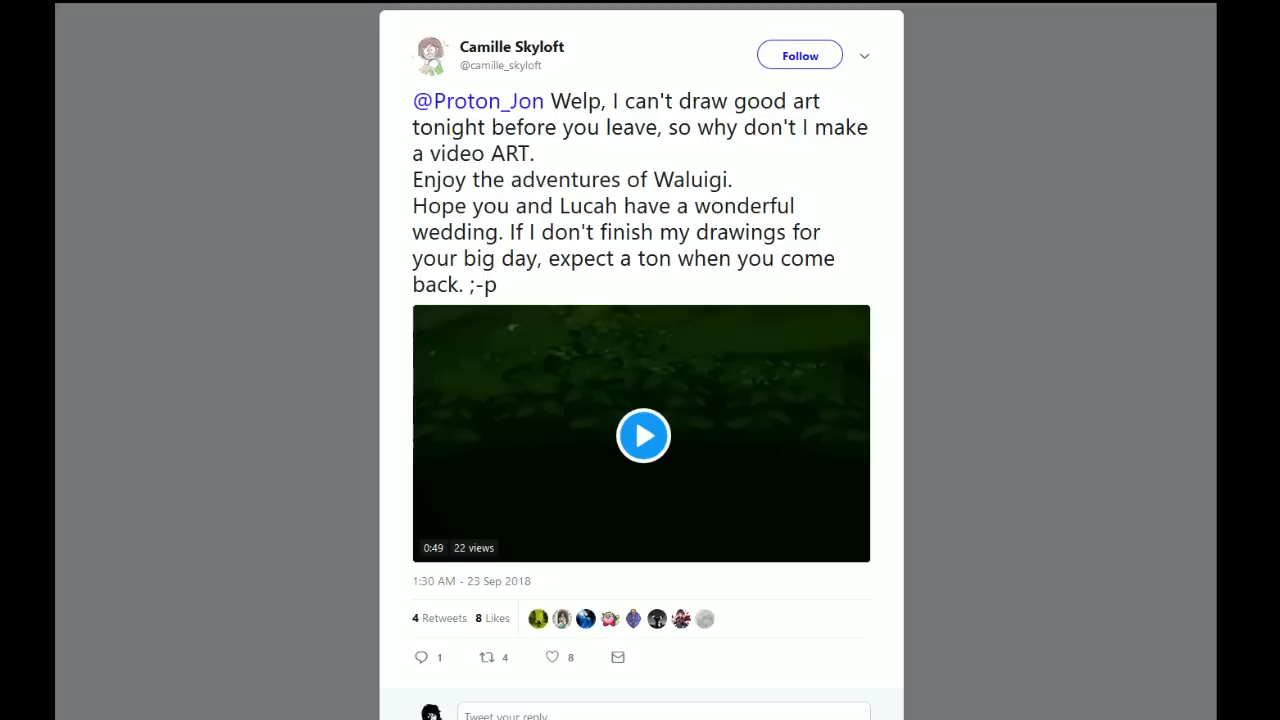 Camille Skyloft
@camille_skyloft
Follow
@Proton_Jon Welp, I can't draw good art
tonight before you leave, so why don't I make
a video ART.
Enjoy the adventures of Waluigi.
Hope you and Lucah have a wonderful
wedding. If I don't finish my drawings for
your big day, expect a ton when you come
back. ;-p
0:49 22 views
1:30 AM - 23 Sep 2018
4 Retweets 8 Likes
1 4 8
Tweet your reply